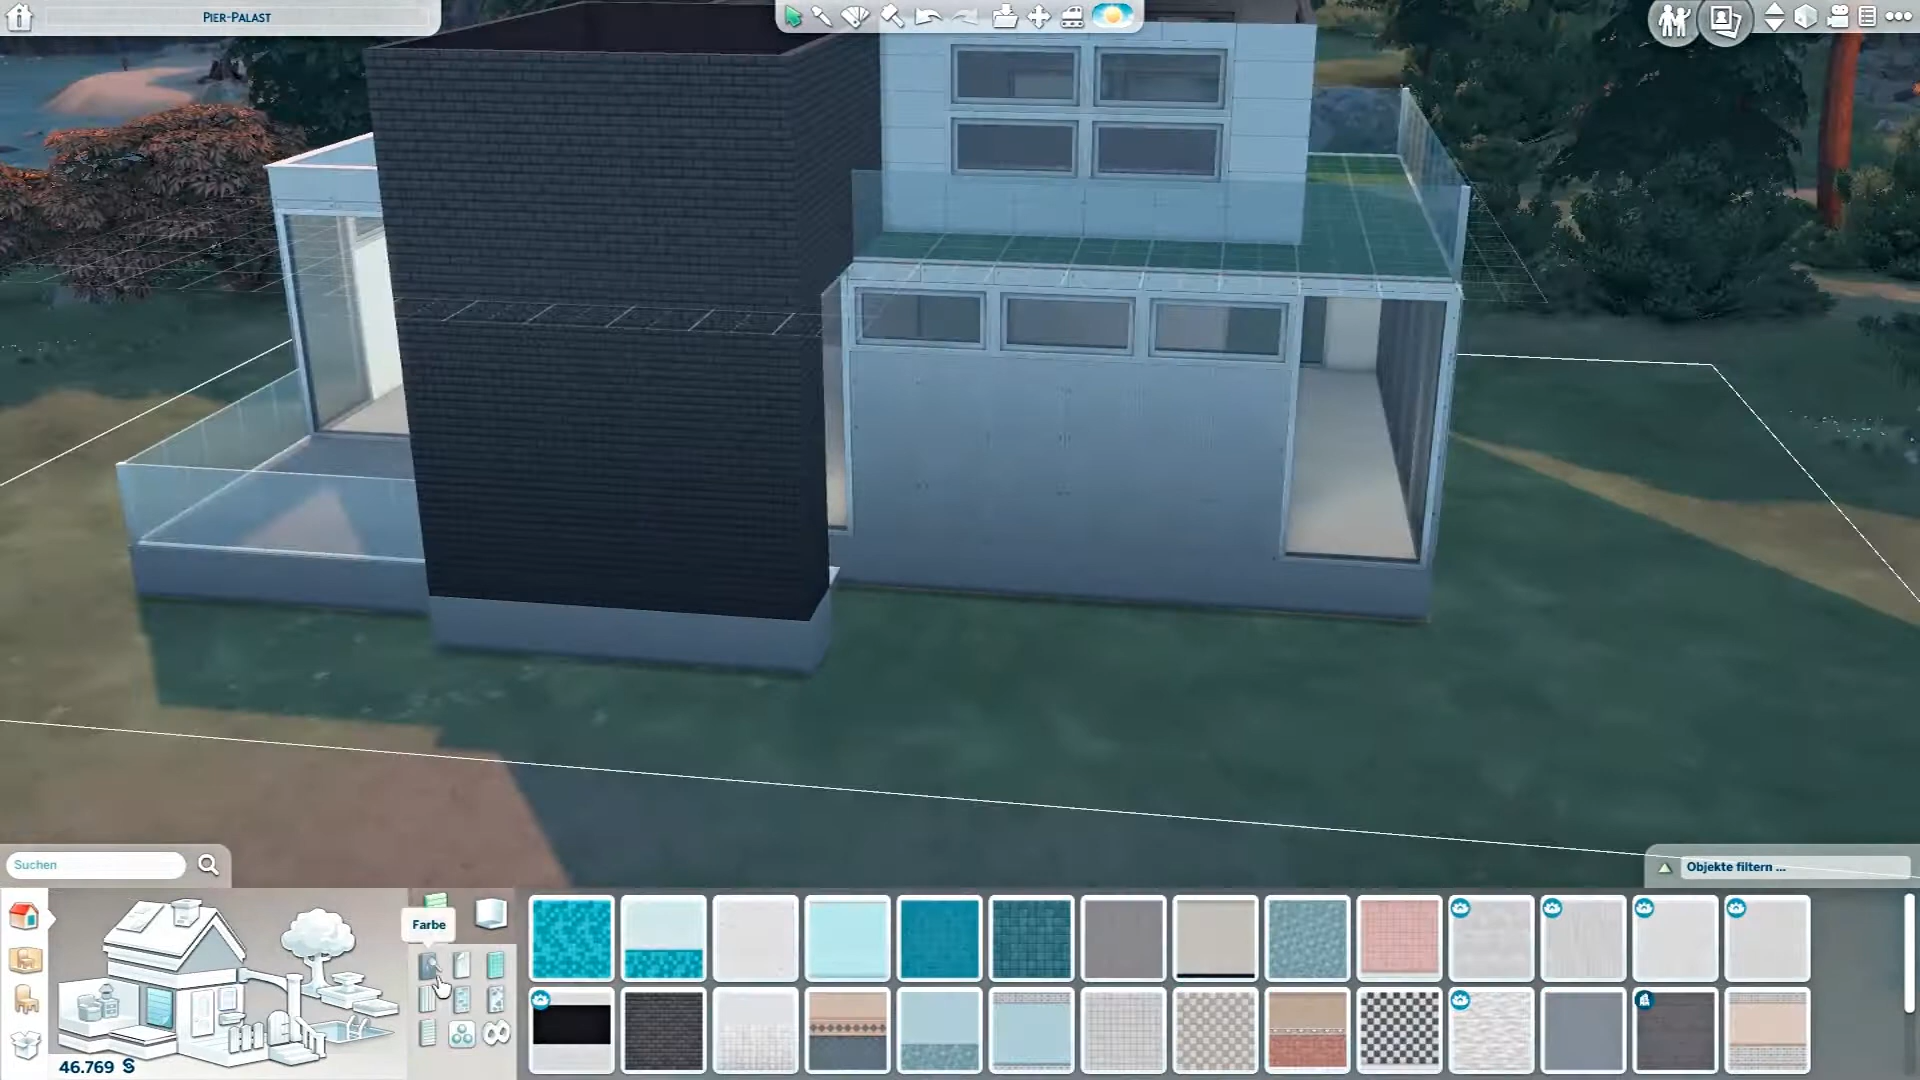 PIER-PALAST
Suchen
Objekte filtern ...
Farbe
46.769 S